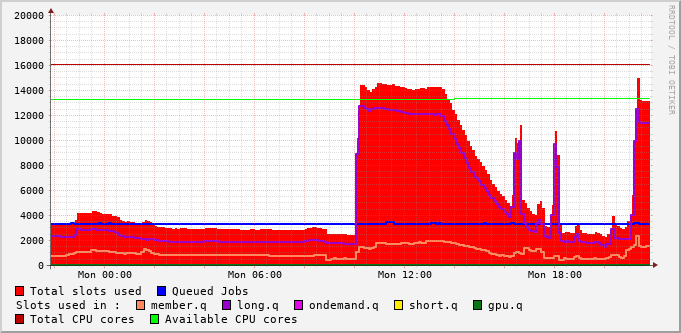 20000
18000
16000
14000
12000
10000
8000
6000
4000
2000
0
Mon 00:00 Mon 06:00 Mon 12:00 Mon 18:00
RRDTOOL / TOBI OETIKER
Total slots used Queued Jobs
Slots used in : member.q long.q ondemand.q short.q gpu.q
Total CPU cores Available CPU cores